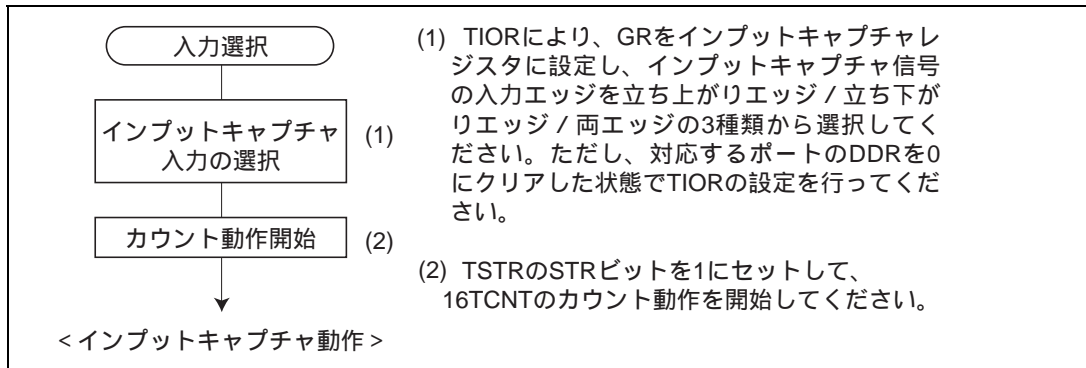 入力選択
インプットキャプチャ
入力の選択
(1)
カウント動作開始
(2)
<インプットキャプチャ動作>
(1) TIORにより、GRをインプットキャプチャレ
ジスタに設定し、インプットキャプチャ信号
の入力エッジを立ち上がりエッジ/立ち下が
りエッジ/両エッジの3種類から選択してく
ださい。ただし、対応するポートのDDRを0
にクリアした状態でTIORの設定を行ってくだ
さい。
(2) TSTRのSTRビットを1にセットして、
16TCNTのカウント動作を開始してください。